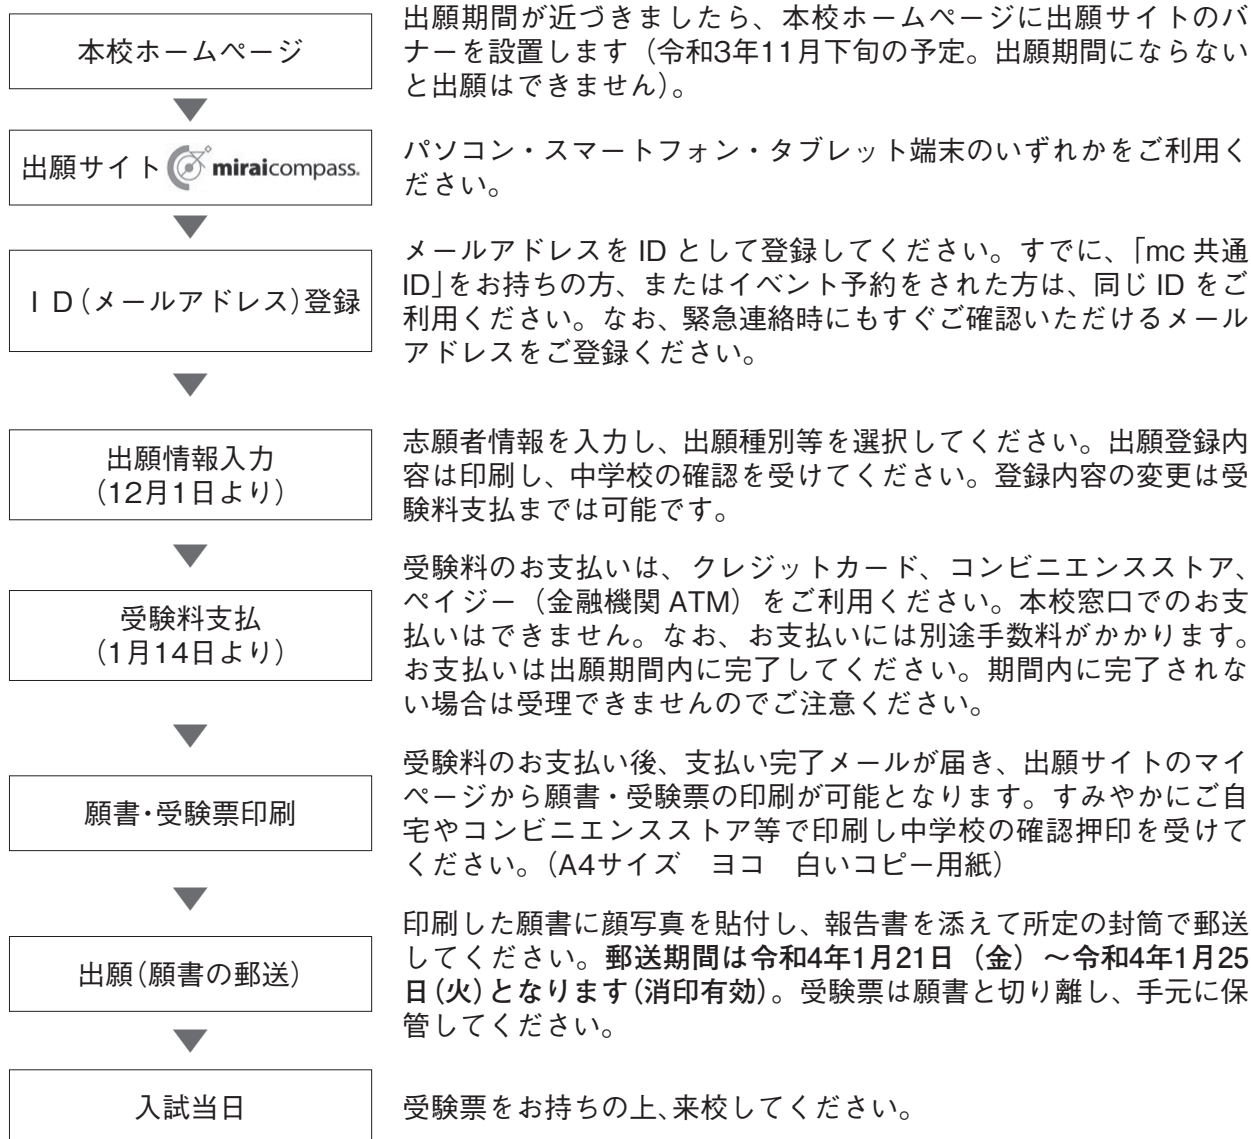 本校ホームページ
出願期間が近づきましたら、本校ホームページに出願サイトのバ
ナーを設置します（令和3年11月下旬の予定。出願期間にならない
と出願はできません）。
出願サイト miraicompass.
パソコン・スマートフォン・タブレット端末のいずれかをご利用く
ださい。
ＩＤ（メールアドレス）登録
メールアドレスを ID として登録してください。すでに、「mc 共通
ID」をお持ちの方、またはイベント予約をされた方は、同じ ID をご
利用ください。なお、緊急連絡時にもすぐご確認いただけるメール
アドレスをご登録ください。
出願情報入力
（12月1日より）
志願者情報を入力し、出願種別等を選択してください。出願登録内
容は印刷し、中学校の確認を受けてください。登録内容の変更は受
験料支払までは可能です。
受験料支払
（1月14日より）
受験料のお支払いは、クレジットカード、コンビニエンスストア、
ペイジー（金融機関 ATM）をご利用ください。本校窓口でのお支
払いはできません。なお、お支払いには別途手数料がかかります。
お支払いは出願期間内に完了してください。期間内に完了されな
い場合は受理できませんのでご注意ください。
願書・受験票印刷
受験料のお支払い後、支払い完了メールが届き、出願サイトのマイ
ページから願書・受験票の印刷が可能となります。すみやかにご自
宅やコンビニエンスストア等で印刷し中学校の確認押印を受けて
ください。（A4サイズ　ヨコ　白いコピー用紙）
出願（願書の郵送）
印刷した願書に顔写真を貼付し、報告書を添えて所定の封筒で郵送
してください。郵送期間は令和4年1月21日（金）～令和4年1月25
日（火）となります（消印有効）。受験票は願書と切り離し、手元に保
管してください。
入試当日
受験票をお持ちの上、来校してください。